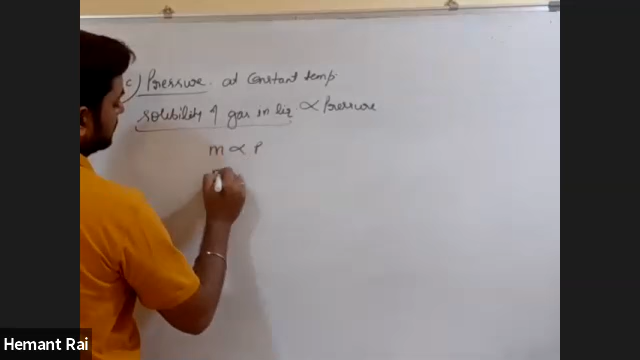 c) Pressure. at Constant temp.
solubility of gas in liq ∝ Pressure
m ∝ P
Hemant Rai